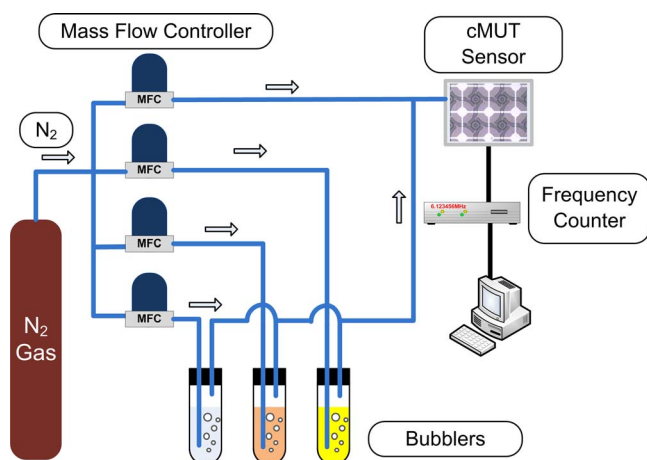 Mass Flow Controller
cMUT
Sensor
MFC
N₂
MFC
6.123456MHz
Frequency
Counter
MFC
N₂
Gas
MFC
Bubblers